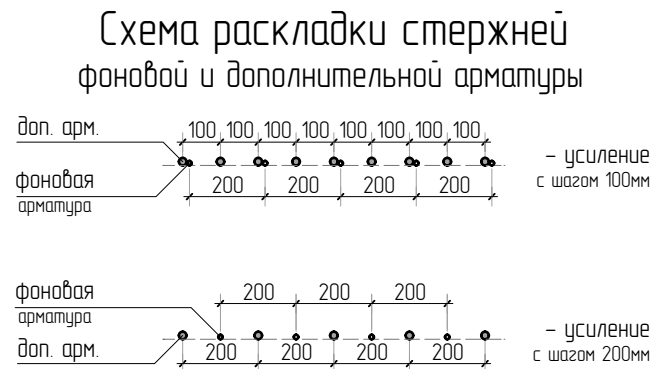 Схема раскладки стержней
фоновой и дополнительной арматуры
доп. арм.
100 100 100 100 100 100 100 100
фоновая
арматура
200 200 200 200
- усиление
с шагом 100мм
фоновая
арматура
200 200 200
доп. арм.
200 200 200 200
- усиление
с шагом 200мм